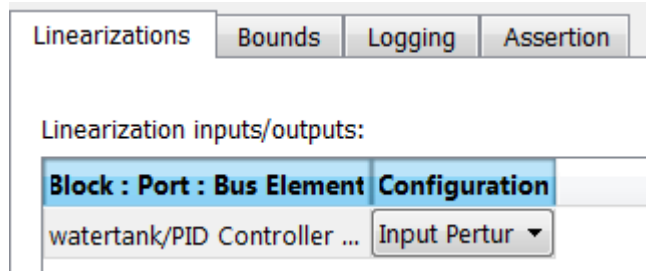 Linearizations Bounds Logging Assertion
Linearization inputs/outputs:
Block : Port : Bus Element Configuration
watertank/PID Controller ... Input Pertur